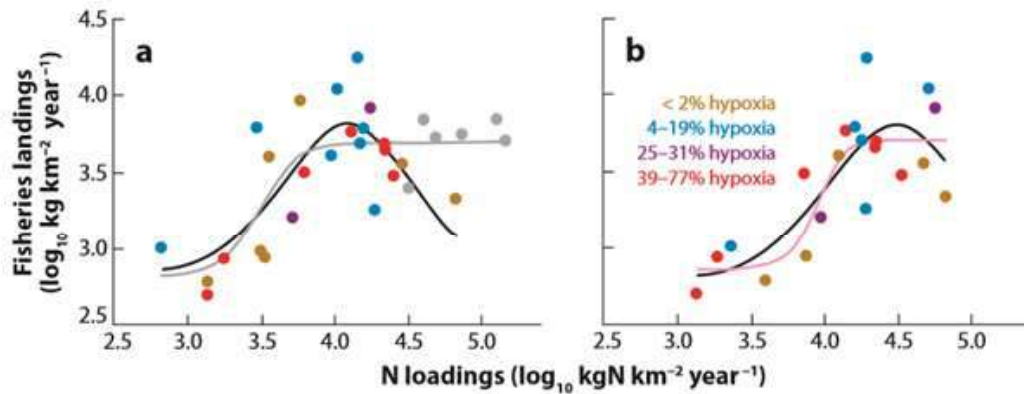 4.5
a
b
4.0
< 2% hypoxia
4–19% hypoxia
25–31% hypoxia
39–77% hypoxia
3.5
3.0
2.5
Fisheries landings
(log₁₀ kg km⁻² year⁻¹)
2.5 3.0 3.5 4.0 4.5 5.0
2.5 3.0 3.5 4.0 4.5 5.0
N loadings (log₁₀ kgN km⁻² year⁻¹)